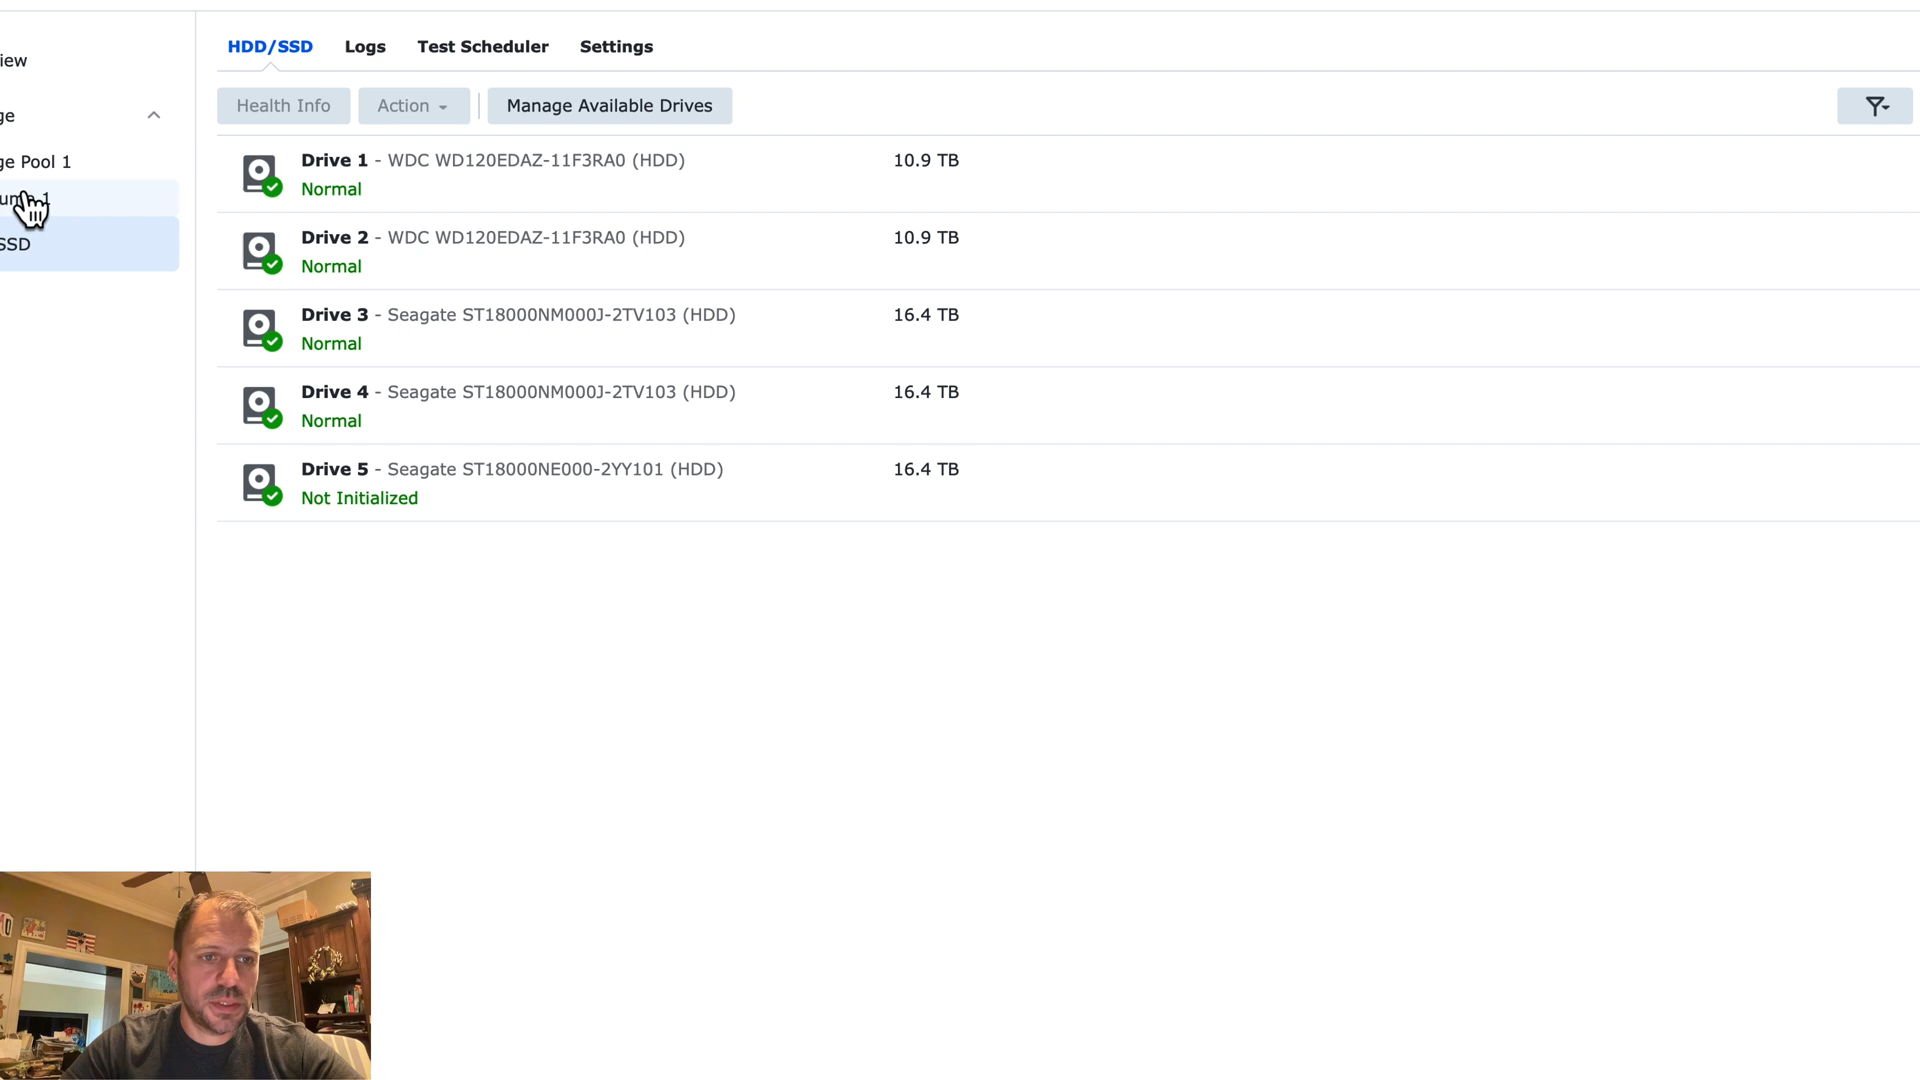 HDD/SSD Logs Test Scheduler Settings
iew
Health Info Action Manage Available Drives
ge
Drive 1 - WDC WD120EDAZ-11F3RA0 (HDD) 10.9 TB
ge Pool 1
Normal
SSD
Drive 2 - WDC WD120EDAZ-11F3RA0 (HDD) 10.9 TB
Normal
Drive 3 - Seagate ST18000NM000J-2TV103 (HDD) 16.4 TB
Normal
Drive 4 - Seagate ST18000NM000J-2TV103 (HDD) 16.4 TB
Normal
Drive 5 - Seagate ST18000NE000-2YY101 (HDD) 16.4 TB
Not Initialized